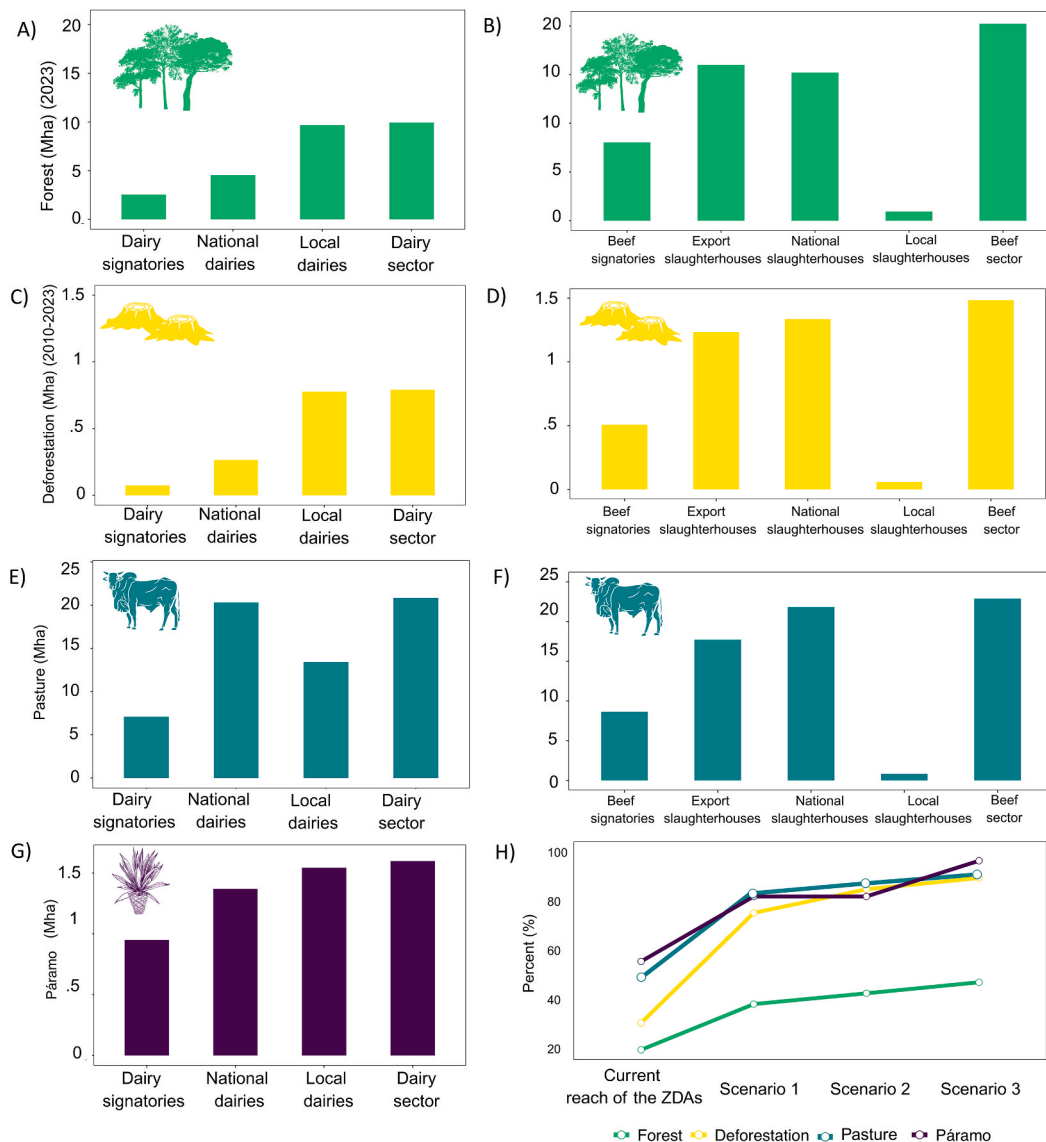 A)
Forest (Mha) (2023)
20
15
10
5
0
Dairy signatories
National dairies
Local dairies
Dairy sector
B)
20
10
10
5
0
Beef signatories
Export slaughterhouses
National slaughterhouses
Local slaughterhouses
Beef sector
C)
Deforestation (Mha) (2010-2023)
1.5
1
.5
0
Dairy signatories
National dairies
Local dairies
Dairy sector
D)
1.5
1
.5
0
Beef signatories
Export slaughterhouses
National slaughterhouses
Local slaughterhouses
Beef sector
E)
Pasture (Mha)
25
20
15
10
5
0
Dairy signatories
National dairies
Local dairies
Dairy sector
F)
25
20
15
10
5
0
Beef signatories
Export slaughterhouses
National slaughterhouses
Local slaughterhouses
Beef sector
G)
Páramo (Mha)
1.5
1
.5
0
Dairy signatories
National dairies
Local dairies
Dairy sector
H)
Percent (%)
100
80
60
40
20
Current reach of the ZDAs
Scenario 1
Scenario 2
Scenario 3
Forest
Deforestation
Pasture
Páramo